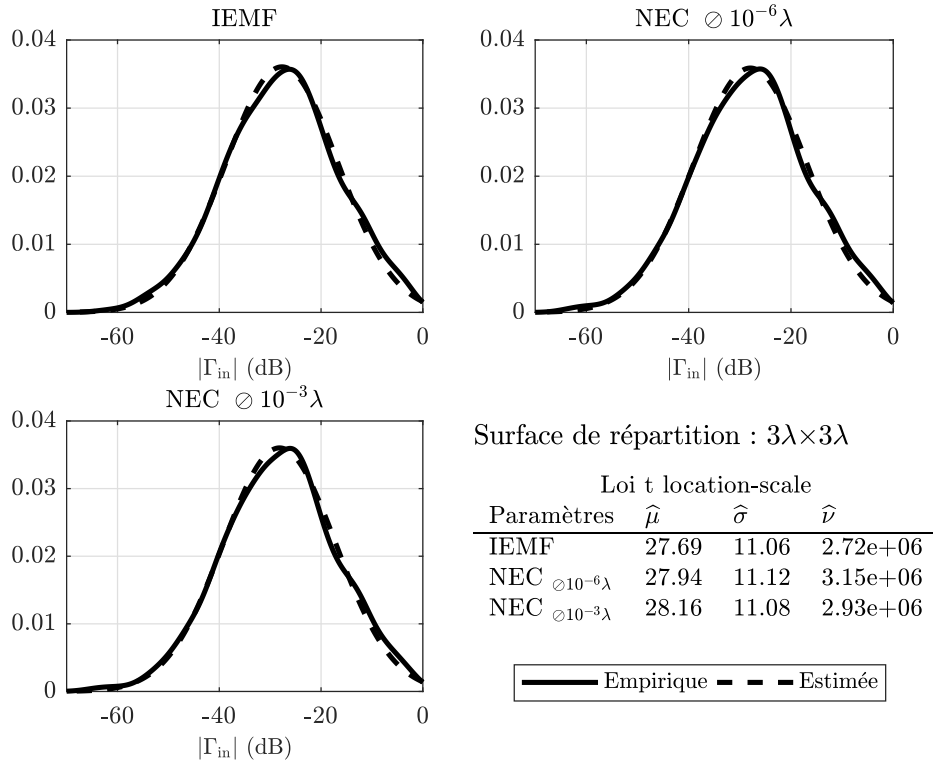 IEMF
0.04
0.03
0.02
0.01
0
-60 -40 -20 0
|Γin| (dB)
NEC ⊘10−6λ
0.04
0.03
0.02
0.01
0
-60 -40 -20 0
|Γin| (dB)
NEC ⊘10−3λ
0.04
0.03
0.02
0.01
0
-60 -40 -20 0
|Γin| (dB)
Surface de répartition : 3λ×3λ
Loi t location-scale
Paramètres μ̂ σ̂ ν̂
IEMF 27.69 11.06 2.72e+06
NEC ⊘10−6λ 27.94 11.12 3.15e+06
NEC ⊘10−3λ 28.16 11.08 2.93e+06
Empirique Estimée